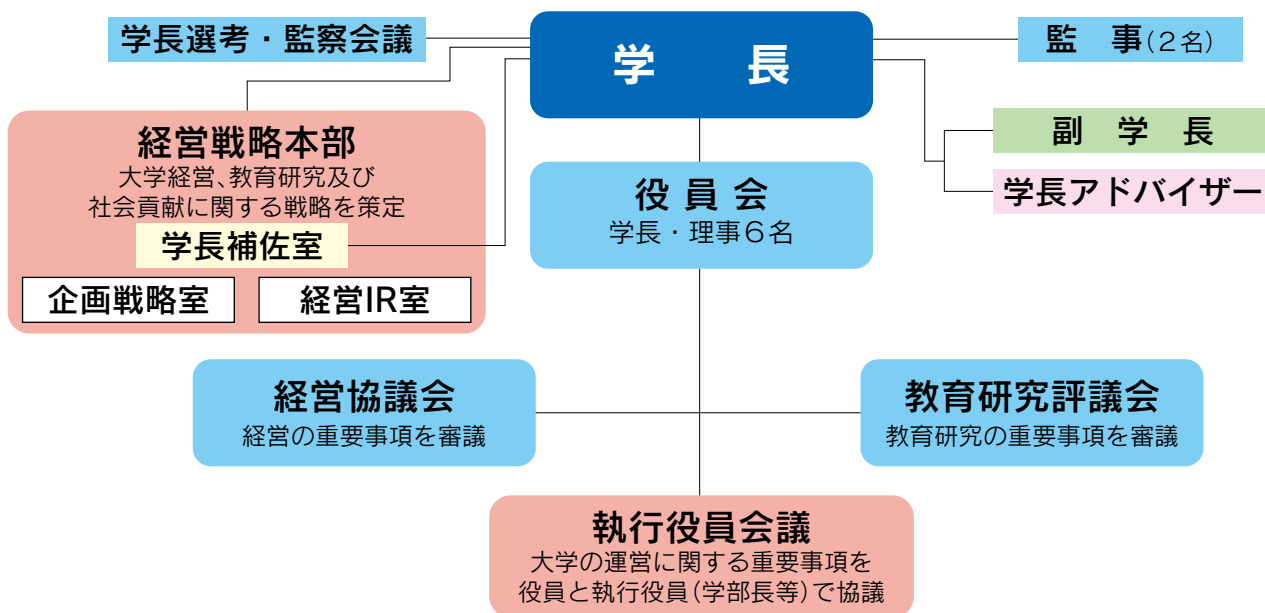 学長選考・監察会議
学　長
監　事(２名)
副　学　長
学長アドバイザー
経営戦略本部
大学経営、教育研究及び
社会貢献に関する戦略を策定
学長補佐室
企画戦略室
経営IR室
役 員 会
学長・理事６名
経営協議会
経営の重要事項を審議
教育研究評議会
教育研究の重要事項を審議
執行役員会議
大学の運営に関する重要事項を
役員と執行役員(学部長等)で協議